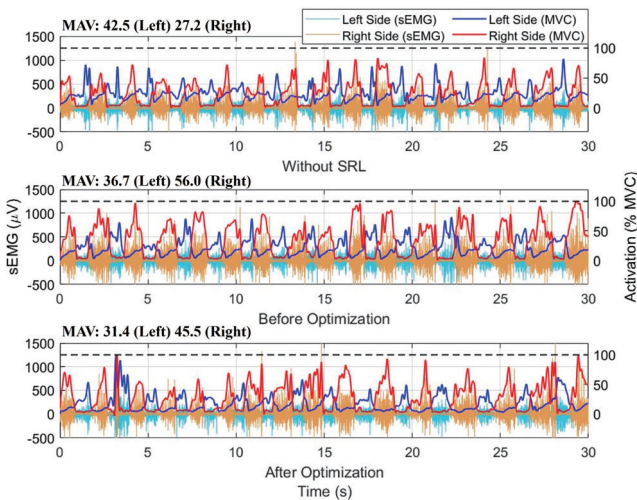 MAV: 42.5 (Left) 27.2 (Right)
Left Side (sEMG) Left Side (MVC)
Right Side (sEMG) Right Side (MVC)
1500
1000
500
0
-500
100
50
0
0 5 10 15 20 25 30
Without SRL
MAV: 36.7 (Left) 56.0 (Right)
1500
1000
500
0
-500
100
50
0
0 5 10 15 20 25 30
Before Optimization
MAV: 31.4 (Left) 45.5 (Right)
1500
1000
500
0
-500
100
50
0
0 5 10 15 20 25 30
After Optimization
Time (s)
sEMG (μV)
Activation (% MVC)